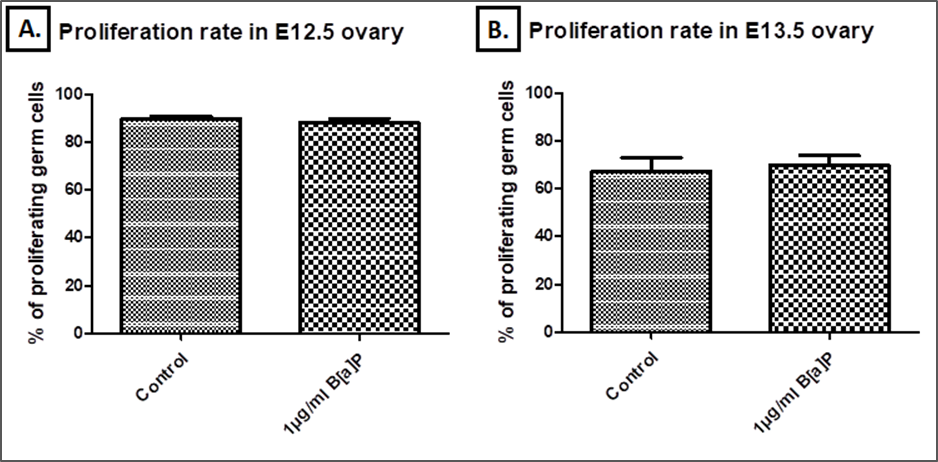 A. Proliferation rate in E12.5 ovary
% of proliferating germ cells
100
80
60
40
20
0
Control
1µg/ml B[a]P
B. Proliferation rate in E13.5 ovary
% of proliferating germ cells
100
80
60
40
20
0
Control
1µg/ml B[a]P